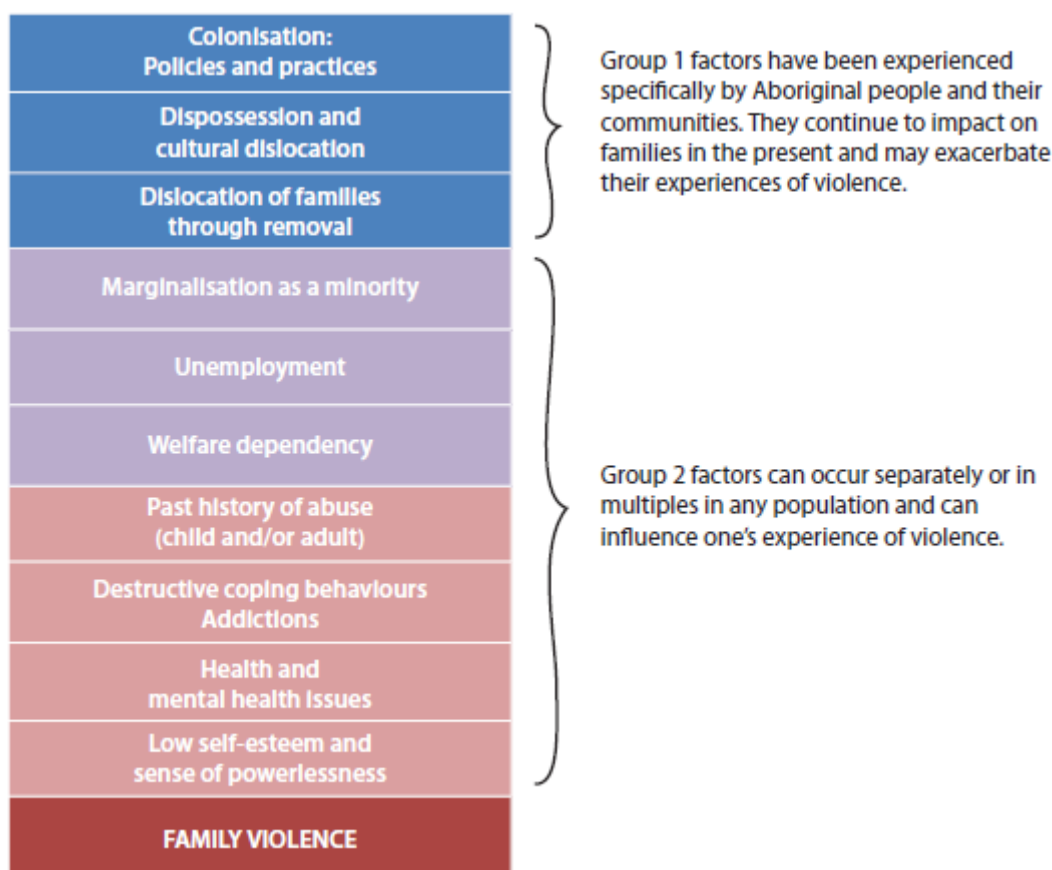 Colonisation:
Policies and practices
Dispossession and
cultural dislocation
Dislocation of families
through removal
Group 1 factors have been experienced
specifically by Aboriginal people and their
communities. They continue to impact on
families in the present and may exacerbate
their experiences of violence.
Marginalisation as a minority
Unemployment
Welfare dependency
Past history of abuse
(child and/or adult)
Destructive coping behaviours
Addictions
Health and
mental health issues
Low self-esteem and
sense of powerlessness
Group 2 factors can occur separately or in
multiples in any population and can
influence one’s experience of violence.
FAMILY VIOLENCE